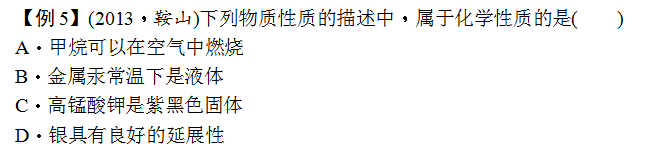 【例5】(2013，鞍山)下列物质性质的描述中，属于化学性质的是(　　)
A．甲烷可以在空气中燃烧
B．金属汞常温下是液体
C．高锰酸钾是紫黑色固体
D．银具有良好的延展性